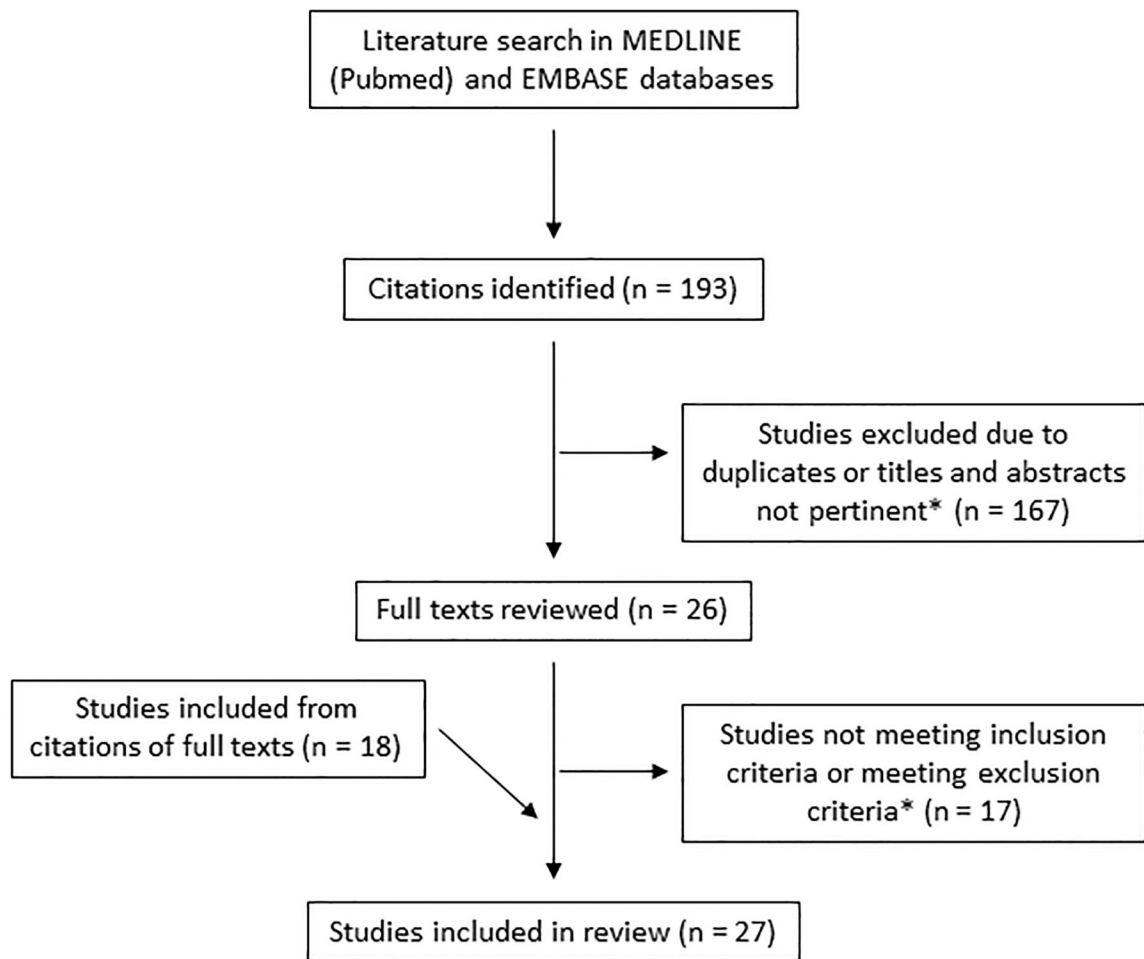 Literature search in MEDLINE
(Pubmed) and EMBASE databases
Citations identified (n = 193)
Studies excluded due to
duplicates or titles and abstracts
not pertinent* (n = 167)
Full texts reviewed (n = 26)
Studies included from
citations of full texts (n = 18)
Studies not meeting inclusion
criteria or meeting exclusion
criteria* (n = 17)
Studies included in review (n = 27)